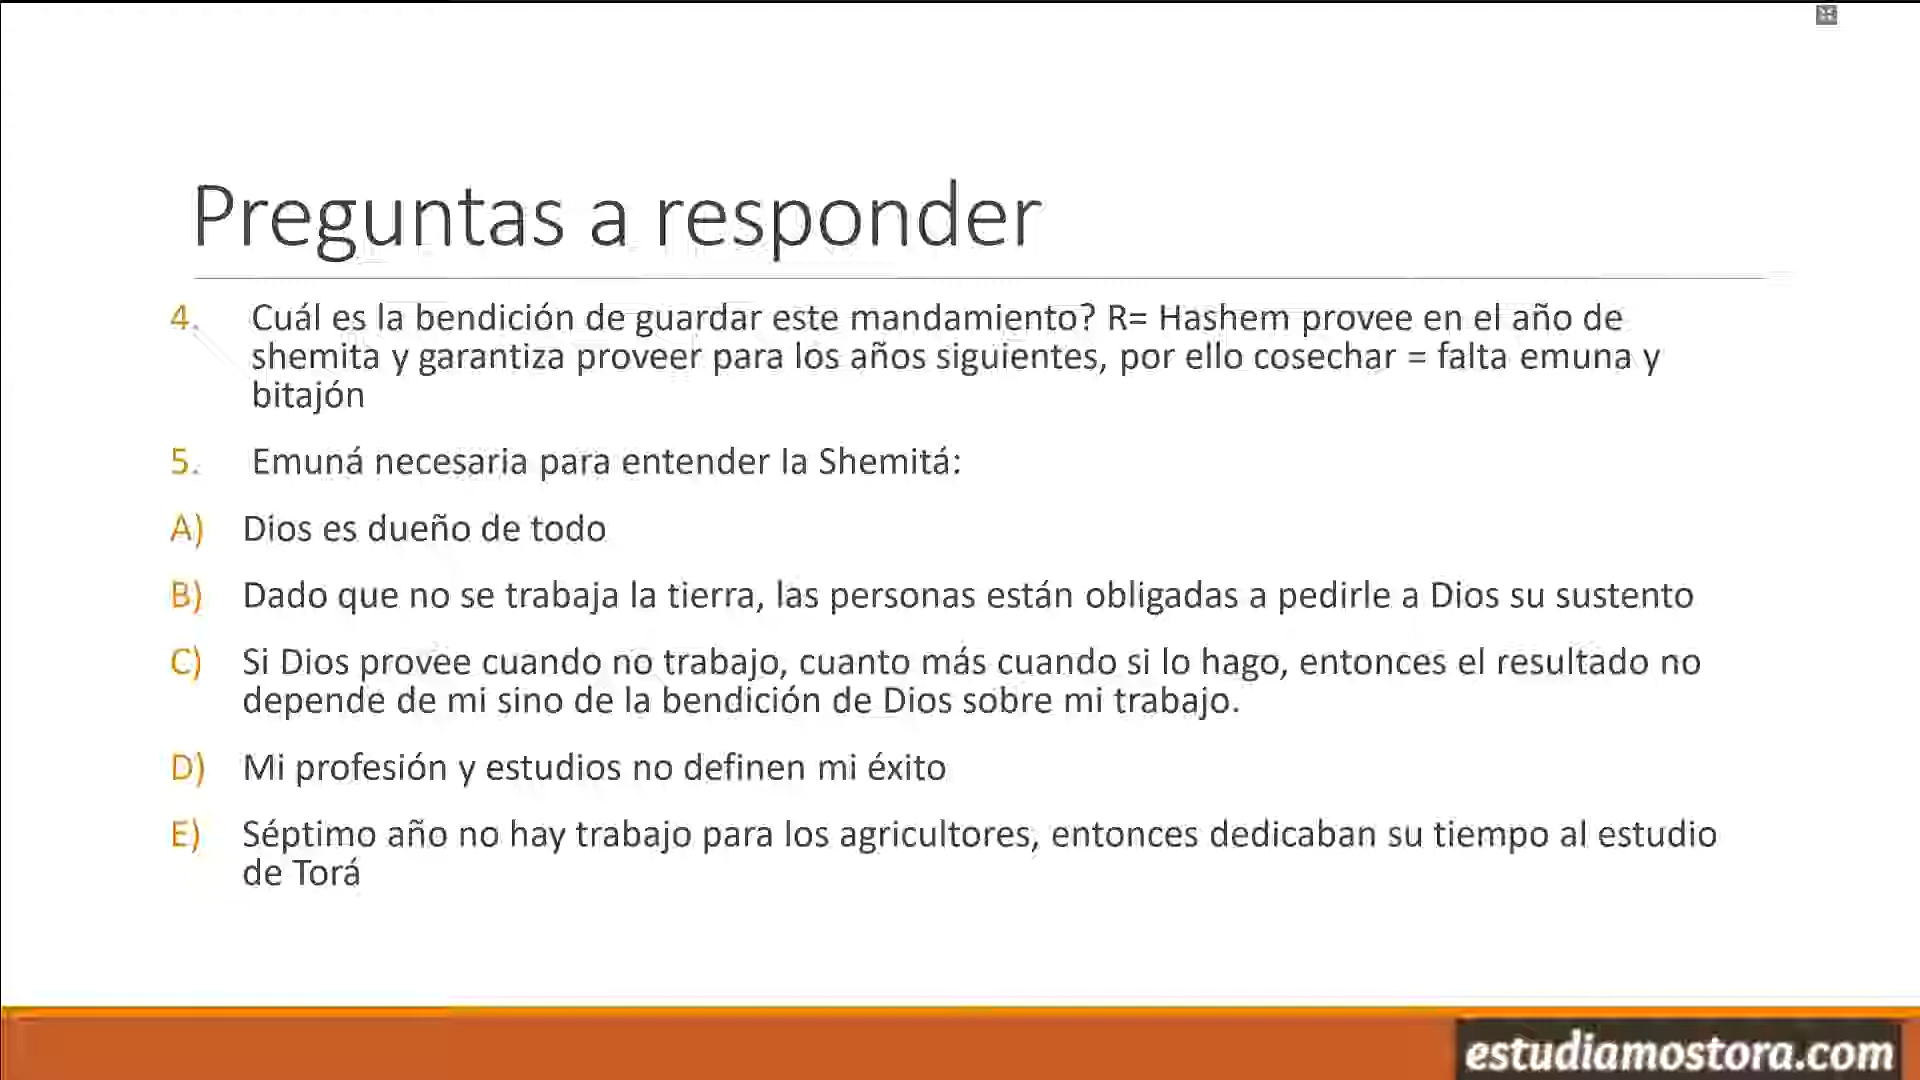 Preguntas a responder
4. Cuál es la bendición de guardar este mandamiento? R= Hashem provee en el año de
shemita y garantiza proveer para los años siguientes, por ello cosechar = falta emuna y
bitajón
5. Emuná necesaria para entender la Shemitá:
A) Dios es dueño de todo
B) Dado que no se trabaja la tierra, las personas están obligadas a pedirle a Dios su sustento
C) Si Dios provee cuando no trabajo, cuanto más cuando si lo hago, entonces el resultado no
depende de mi sino de la bendición de Dios sobre mi trabajo.
D) Mi profesión y estudios no definen mi éxito
E) Séptimo año no hay trabajo para los agricultores, entonces dedicaban su tiempo al estudio
de Torá
estudiamostora.com